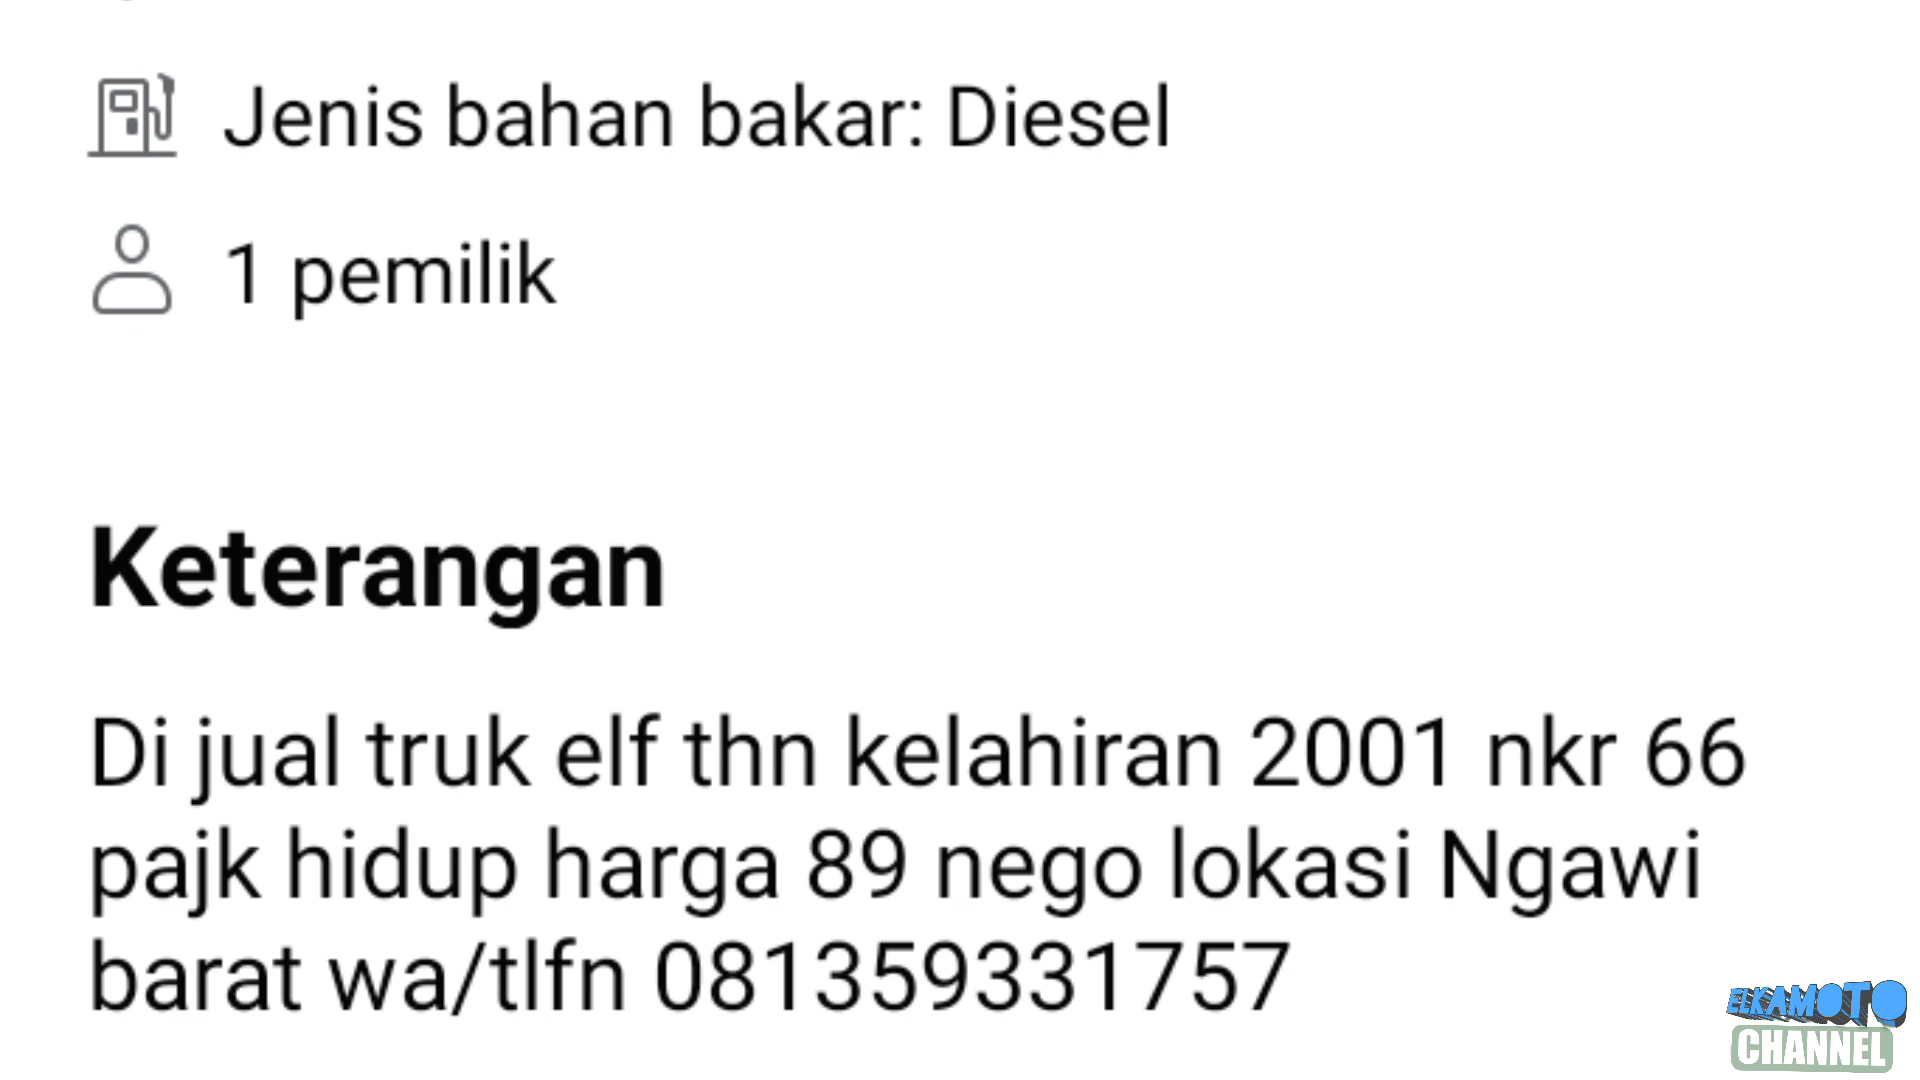 Jenis bahan bakar: Diesel
1 pemilik
Keterangan
Di jual truk elf thn kelahiran 2001 nkr 66
pajk hidup harga 89 nego lokasi Ngawi
barat wa/tlfn 081359331757
ELKAMOTO
CHANNEL